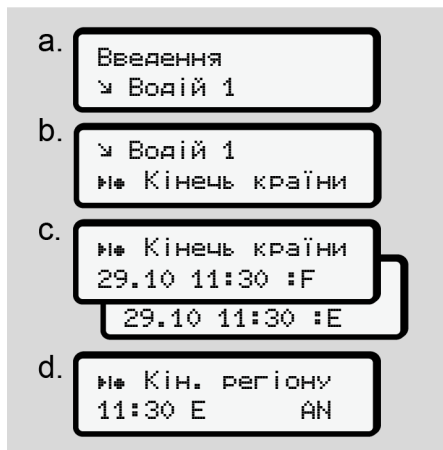 a.
Введення
↘ Водій 1
b.
↘ Водій 1
Кінець країни
c.
Кінець країни
29.10 11:30 :F
29.10 11:30 :E
d.
Кін. регіону
11:30 E AN